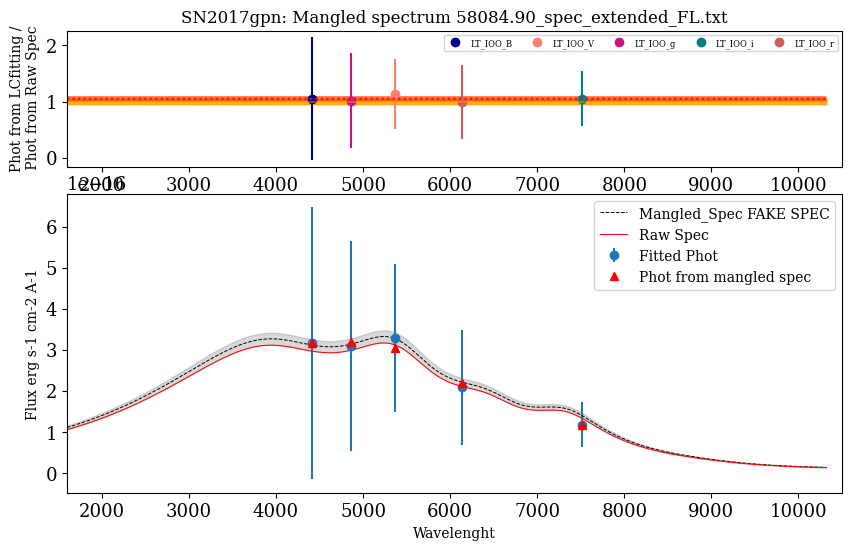 SN2017gpn: Mangled spectrum 58084.90_spec_extended_FL.txt
Phot from LCfitting /
Phot from Raw Spec
2
1
0
LT_IOO_B
LT_IOO_V
LT_IOO_g
LT_IOO_i
LT_IOO_r
2000 3000 4000 5000 6000 7000 8000 9000 10000
1e−16
Flux erg s-1 cm-2 A-1
6
5
4
3
2
1
0
Mangled_Spec FAKE SPEC
Raw Spec
Fitted Phot
Phot from mangled spec
2000 3000 4000 5000 6000 7000 8000 9000 10000
Wavelenght